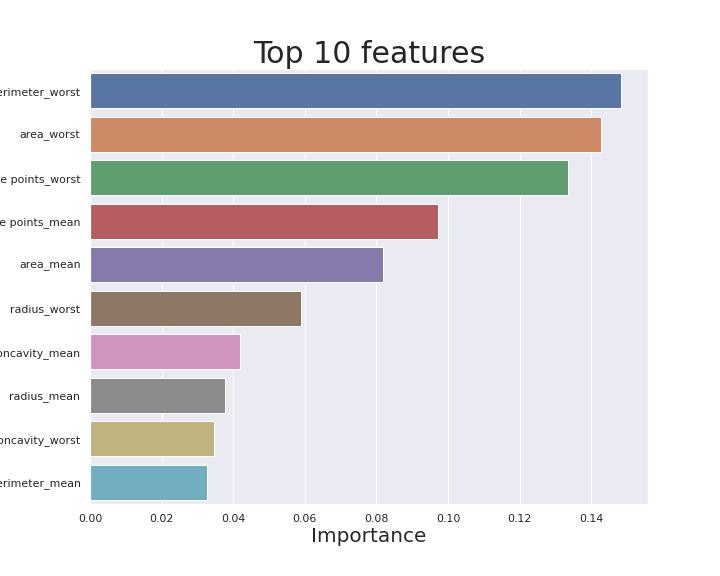 Top 10 features
erimeter_worst
area_worst
e points_worst
e points_mean
area_mean
radius_worst
oncavity_mean
radius_mean
oncavity_worst
erimeter_mean
0.00 0.02 0.04 0.06 0.08 0.10 0.12 0.14
Importance